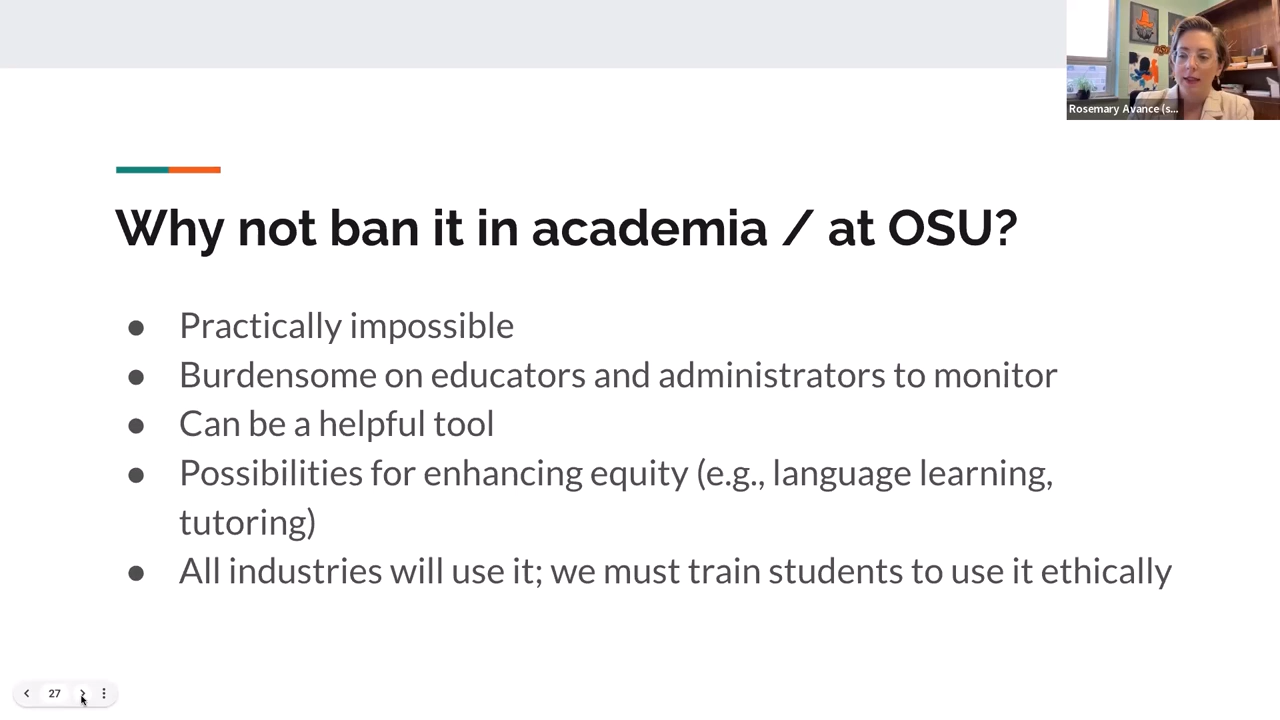 Rosemary Avance (s...
Why not ban it in academia / at OSU?
● Practically impossible
● Burdensome on educators and administrators to monitor
● Can be a helpful tool
● Possibilities for enhancing equity (e.g., language learning,
tutoring)
● All industries will use it; we must train students to use it ethically
27